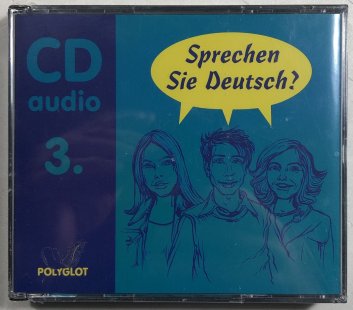 CD
audio
3.
Sprechen
Sie Deutsch?
POLYGLOT